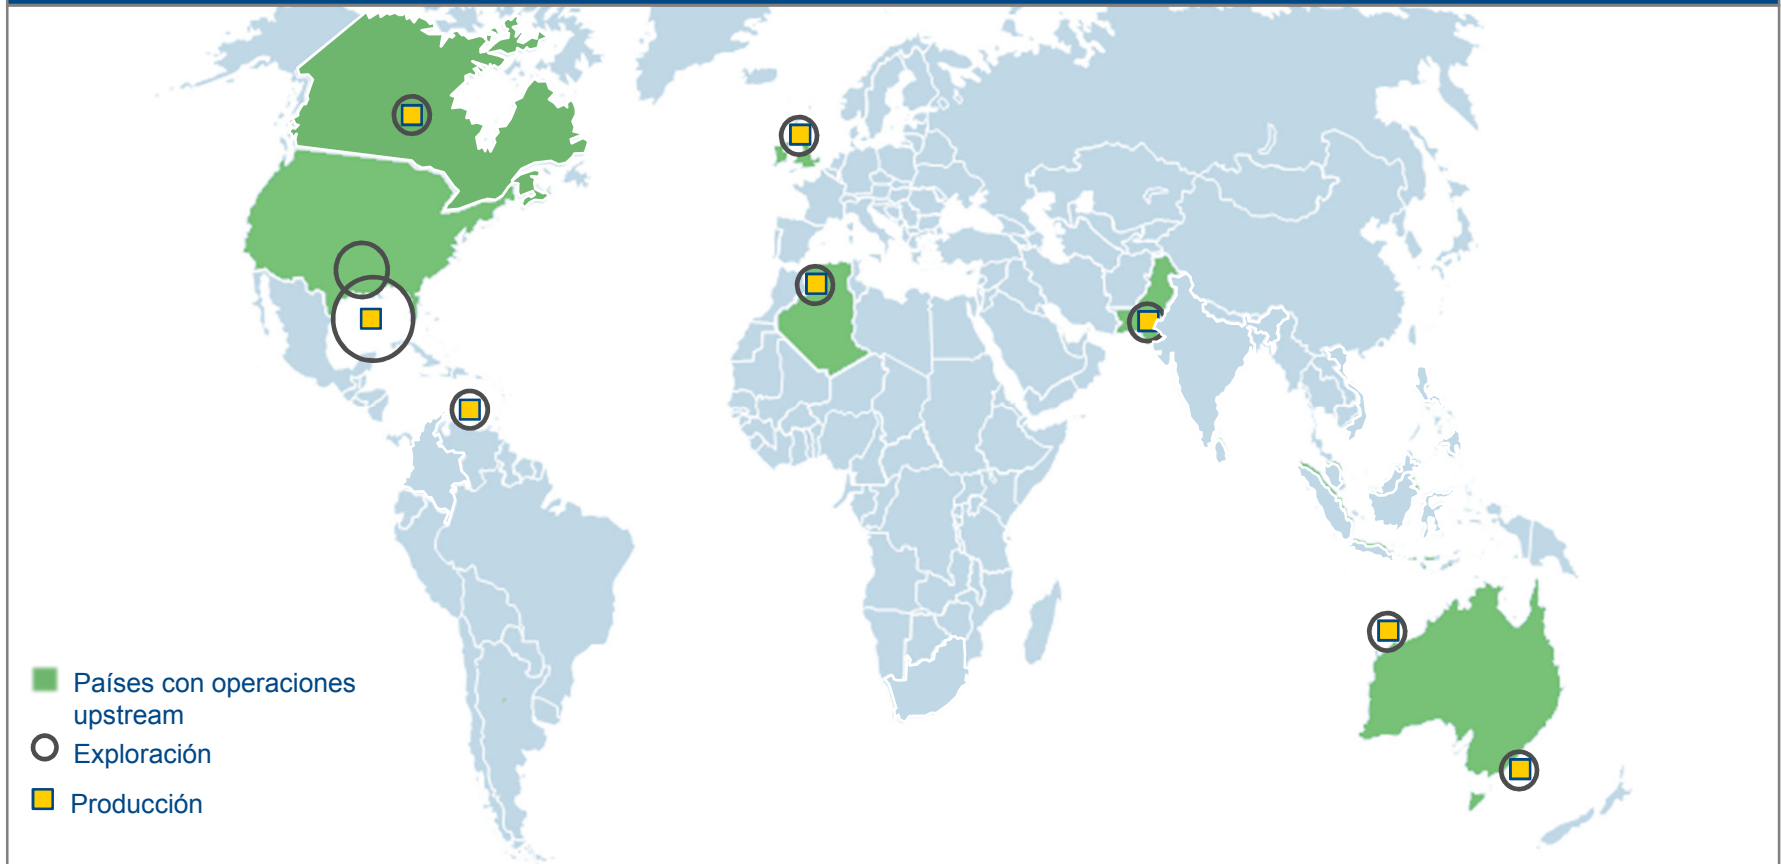 Países con operaciones
upstream
Exploración
Producción